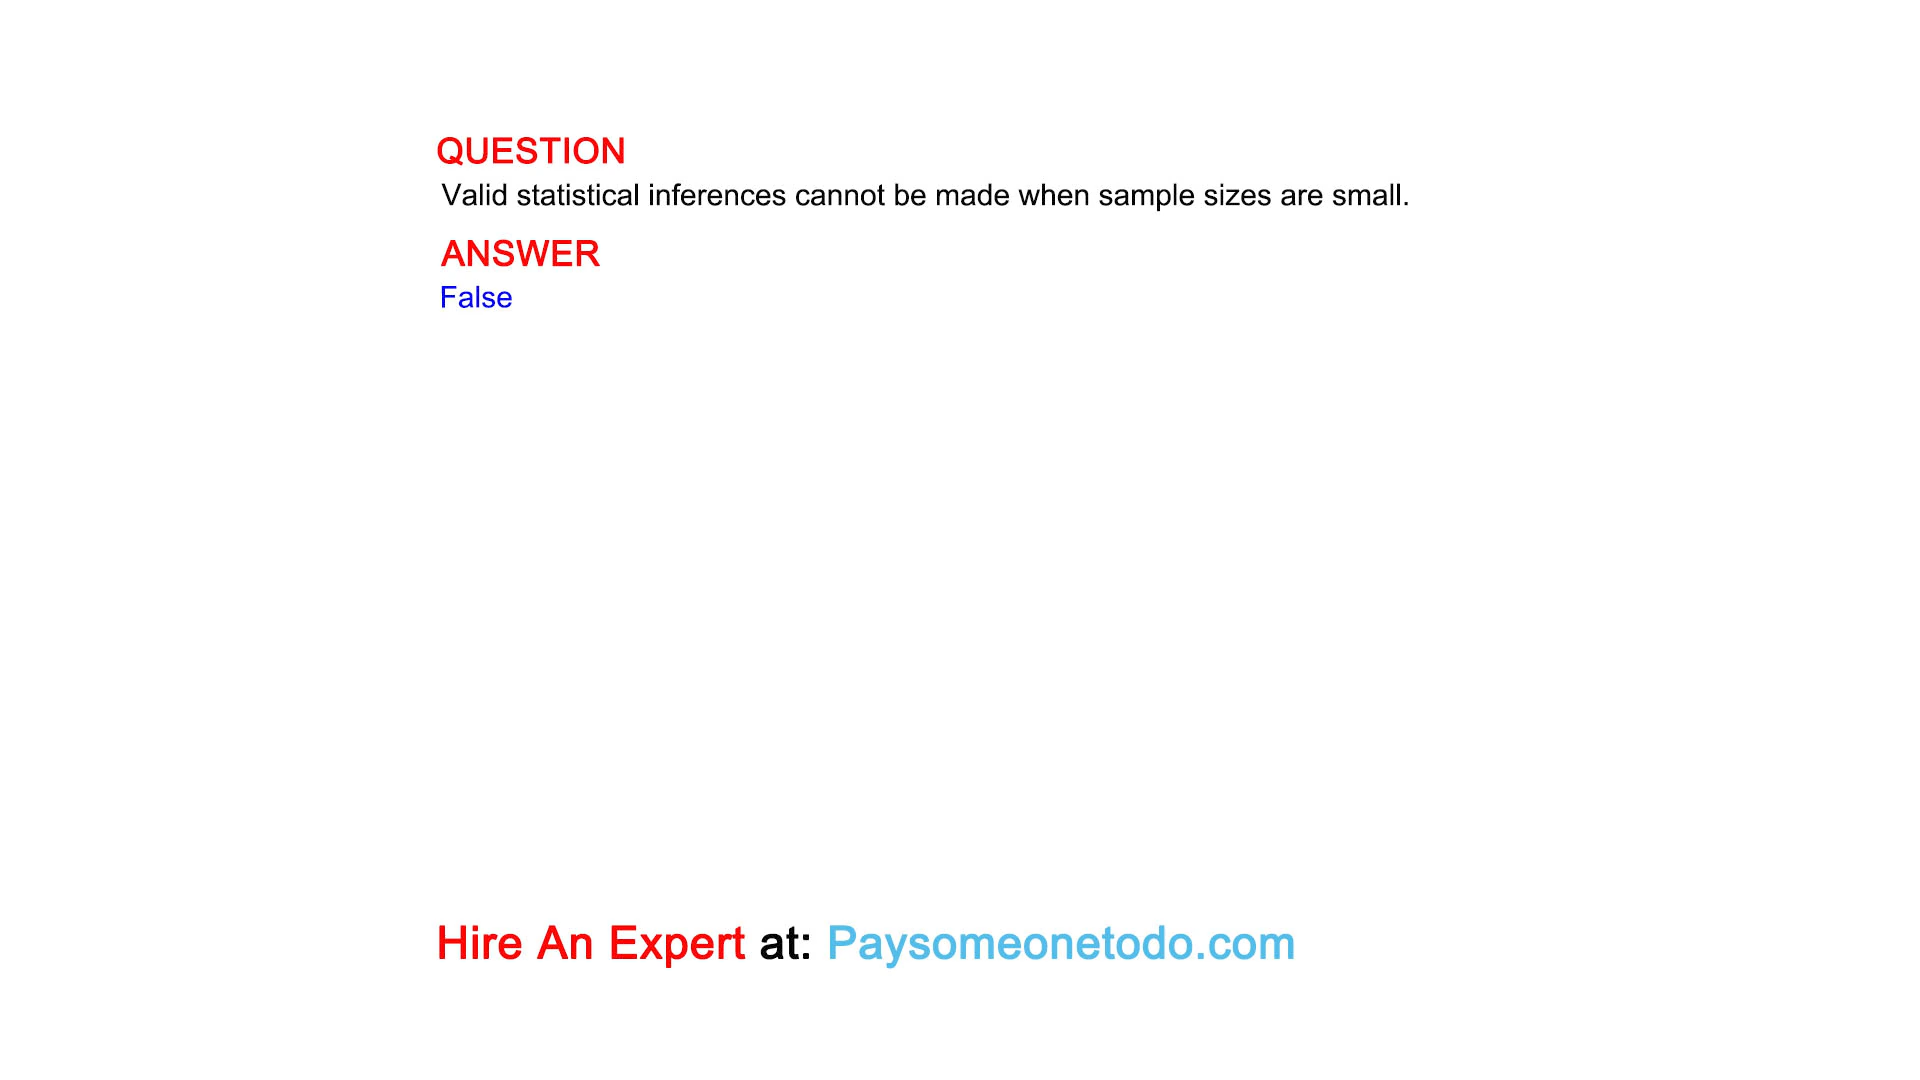 QUESTION
Valid statistical inferences cannot be made when sample sizes are small.
ANSWER
False
Hire An Expert at: Paysomeonetodo.com